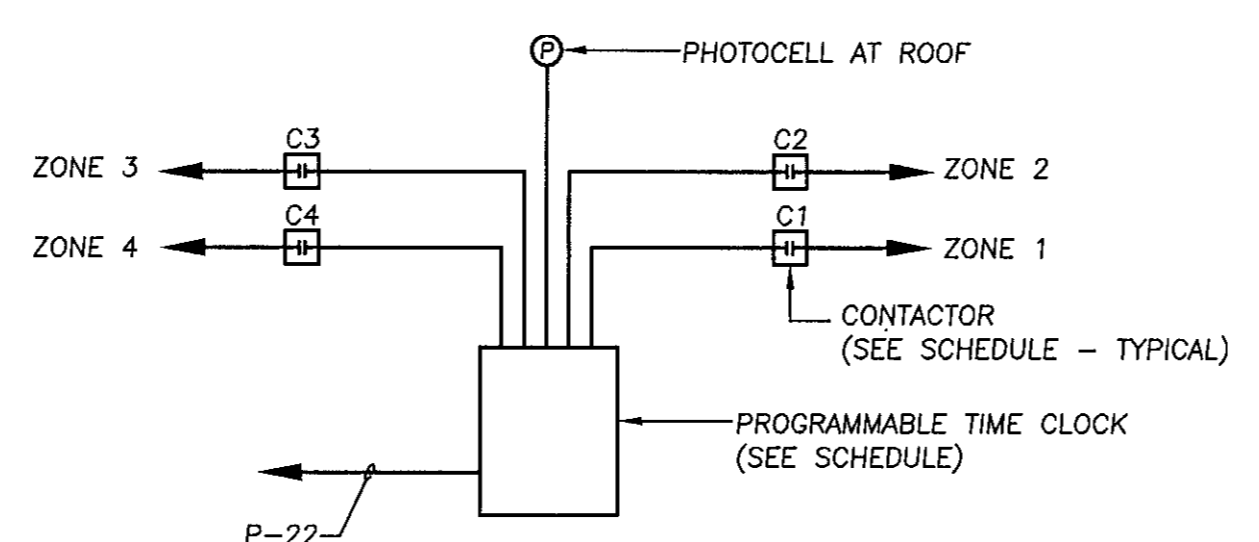 P
PHOTOCELL AT ROOF
C3
C2
ZONE 3
ZONE 2
C4
C1
ZONE 4
ZONE 1
CONTACTOR
(SEE SCHEDULE – TYPICAL)
PROGRAMMABLE TIME CLOCK
(SEE SCHEDULE)
P-22